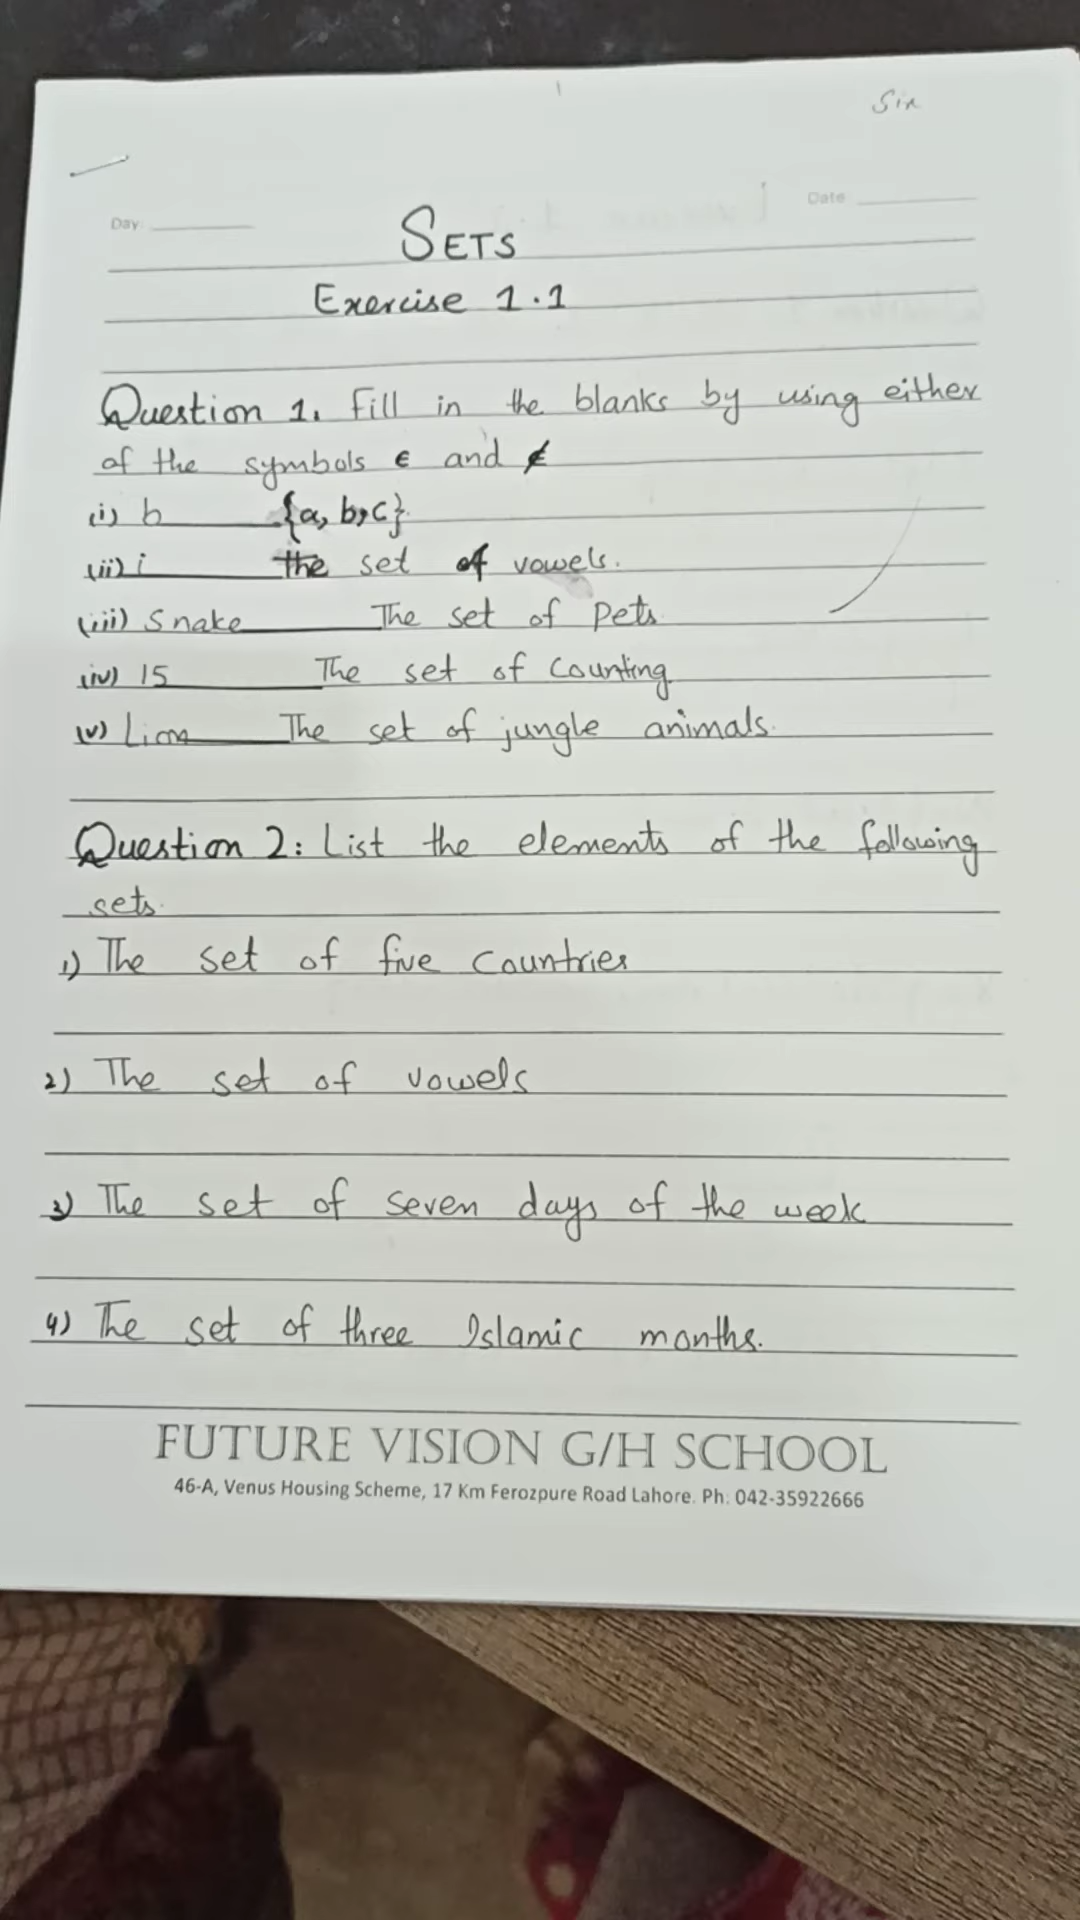 Six
Day:
Date
SETS
Exercise 1.1
Question 1. Fill in the blanks by using either
of the symbols ∈ and ∉
(i) b ______ {a, b, c}.
(ii) i ______ the set of vowels.
(iii) Snake ______ The set of Pets
(iv) 15 ______ The set of Counting
(v) Lion ______ The set of jungle animals.
Question 2: List the elements of the following
sets.
1) The set of five Countries
2) The set of vowels
3) The set of seven days of the week
4) The set of three Islamic months.
FUTURE VISION G/H SCHOOL
46-A, Venus Housing Scheme, 17 Km Ferozpure Road Lahore. Ph: 042-35922666